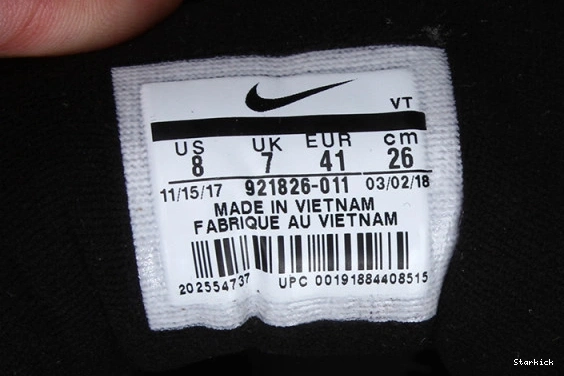 VT
US UK EUR cm
8 7 41 26
11/15/17 921826-011 03/02/18
MADE IN VIETNAM
FABRIQUE AU VIETNAM
202554737 UPC 00191884408515
Starkick